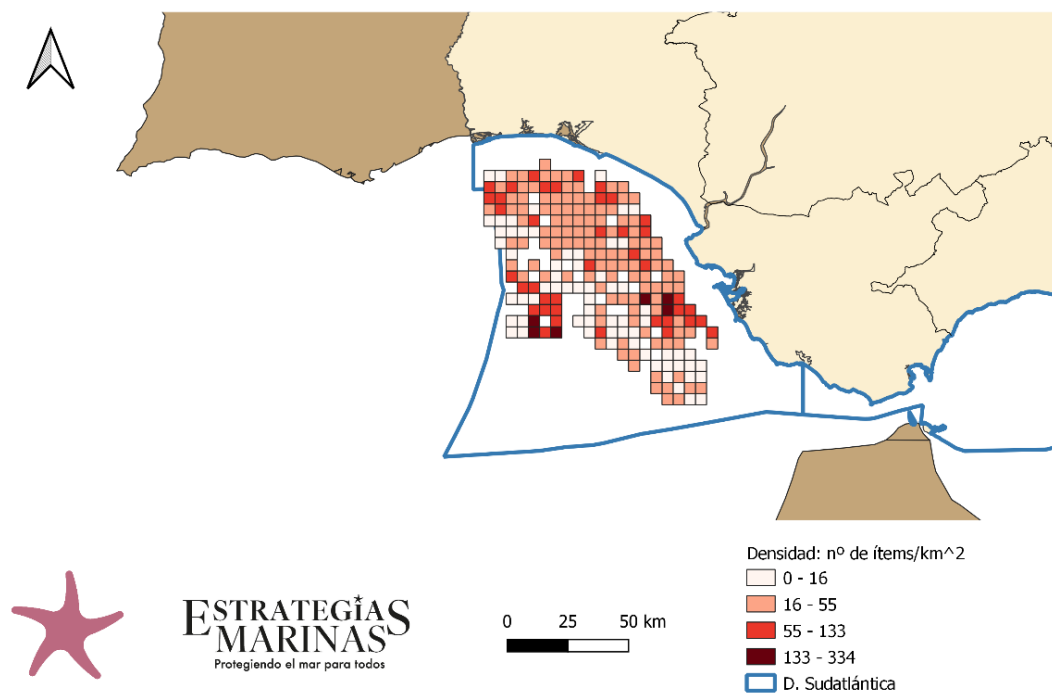 Densidad: nº de ítems/km^2
0 - 16
16 - 55
55 - 133
133 - 334
D. Sudatlántica
0 25 50 km
ESTRATEGIAS
MARINAS
Protegiendo el mar para todos